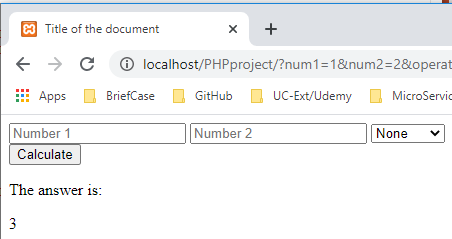 Title of the document
localhost/PHPproject/?num1=1&num2=2&operat
Apps BriefCase GitHub UC-Ext/Udemy MicroServic
Number 1 Number 2 None
Calculate
The answer is:
3